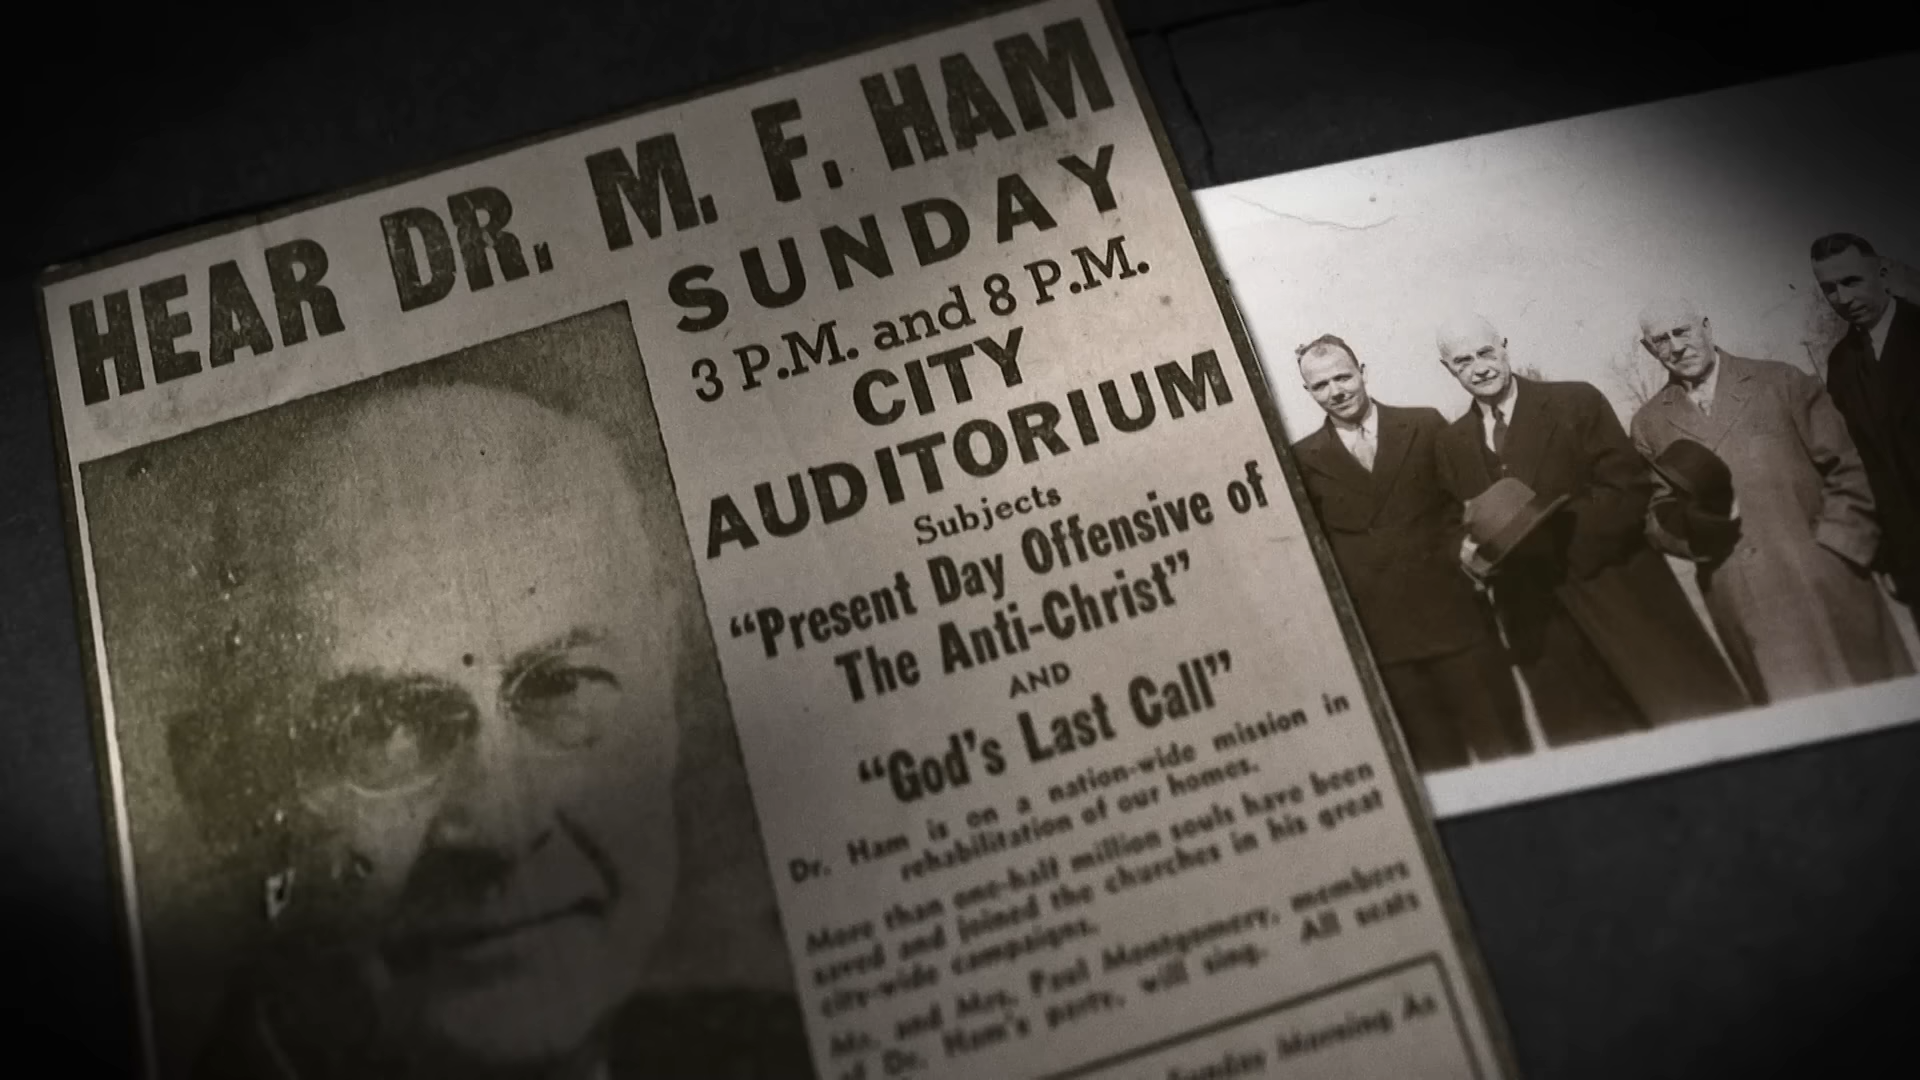 HEAR DR. M. F. HAM
SUNDAY
3 P.M. and 8 P.M.
CITY
AUDITORIUM
Subjects
“Present Day Offensive of
The Anti-Christ”
AND
“God's Last Call”
Dr. Ham is on a nation-wide mission in
rehabilitation of our homes.
More than one-half million souls have been
saved and joined the churches in his great
city-wide campaigns.
Mr. and Mrs. Paul Montgomery, members
of Dr. Ham's party, will sing. All seats
Sunday Morning At